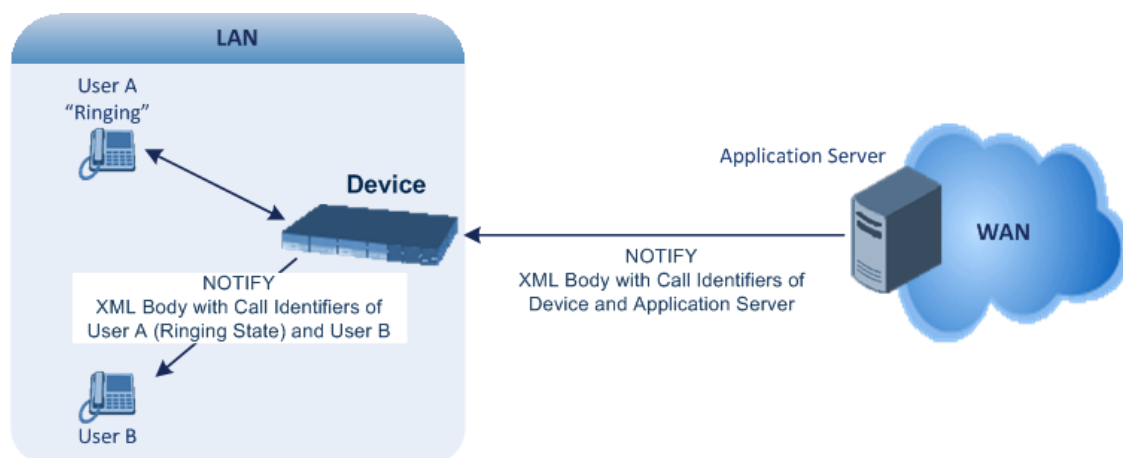 LAN
User A
“Ringing”
Application Server
Device
WAN
NOTIFY
XML Body with Call Identifiers of
Device and Application Server
NOTIFY
XML Body with Call Identifiers of
User A (Ringing State) and User B
User B